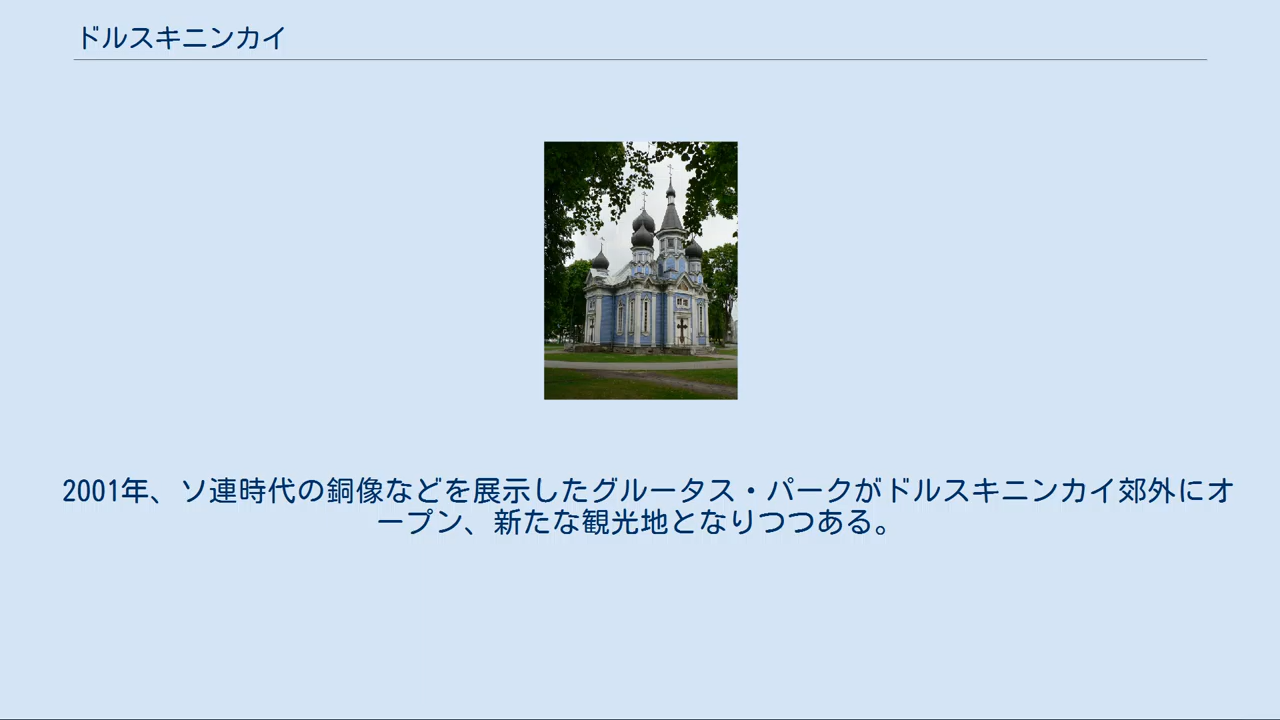 ドルスキニンカイ
2001年、ソ連時代の銅像などを展示したグルータス・パークがドルスキニンカイ郊外にオ
ープン、新たな観光地となりつつある。